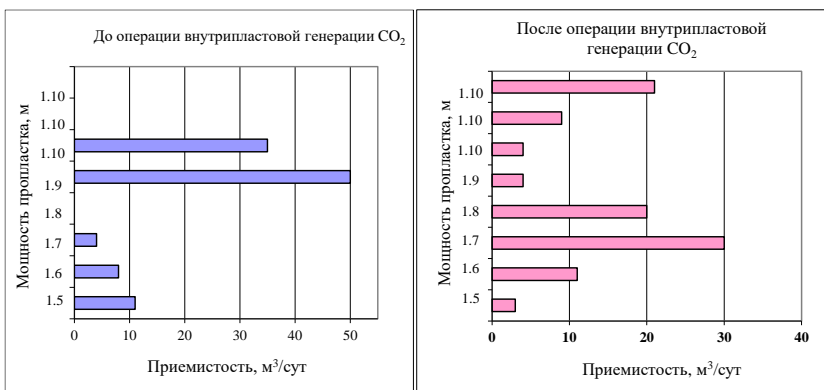 До операции внутрипластовой генерации CO₂
Мощность пропластка, м
1.10
1.10
1.10
1.9
1.8
1.7
1.6
1.5
0 10 20 30 40 50
Приемистость, м³/сут
После операции внутрипластовой
генерации CO₂
Мощность пропластка, м
1.10
1.10
1.10
1.9
1.8
1.7
1.6
1.5
0 10 20 30 40
Приемистость, м³/сут